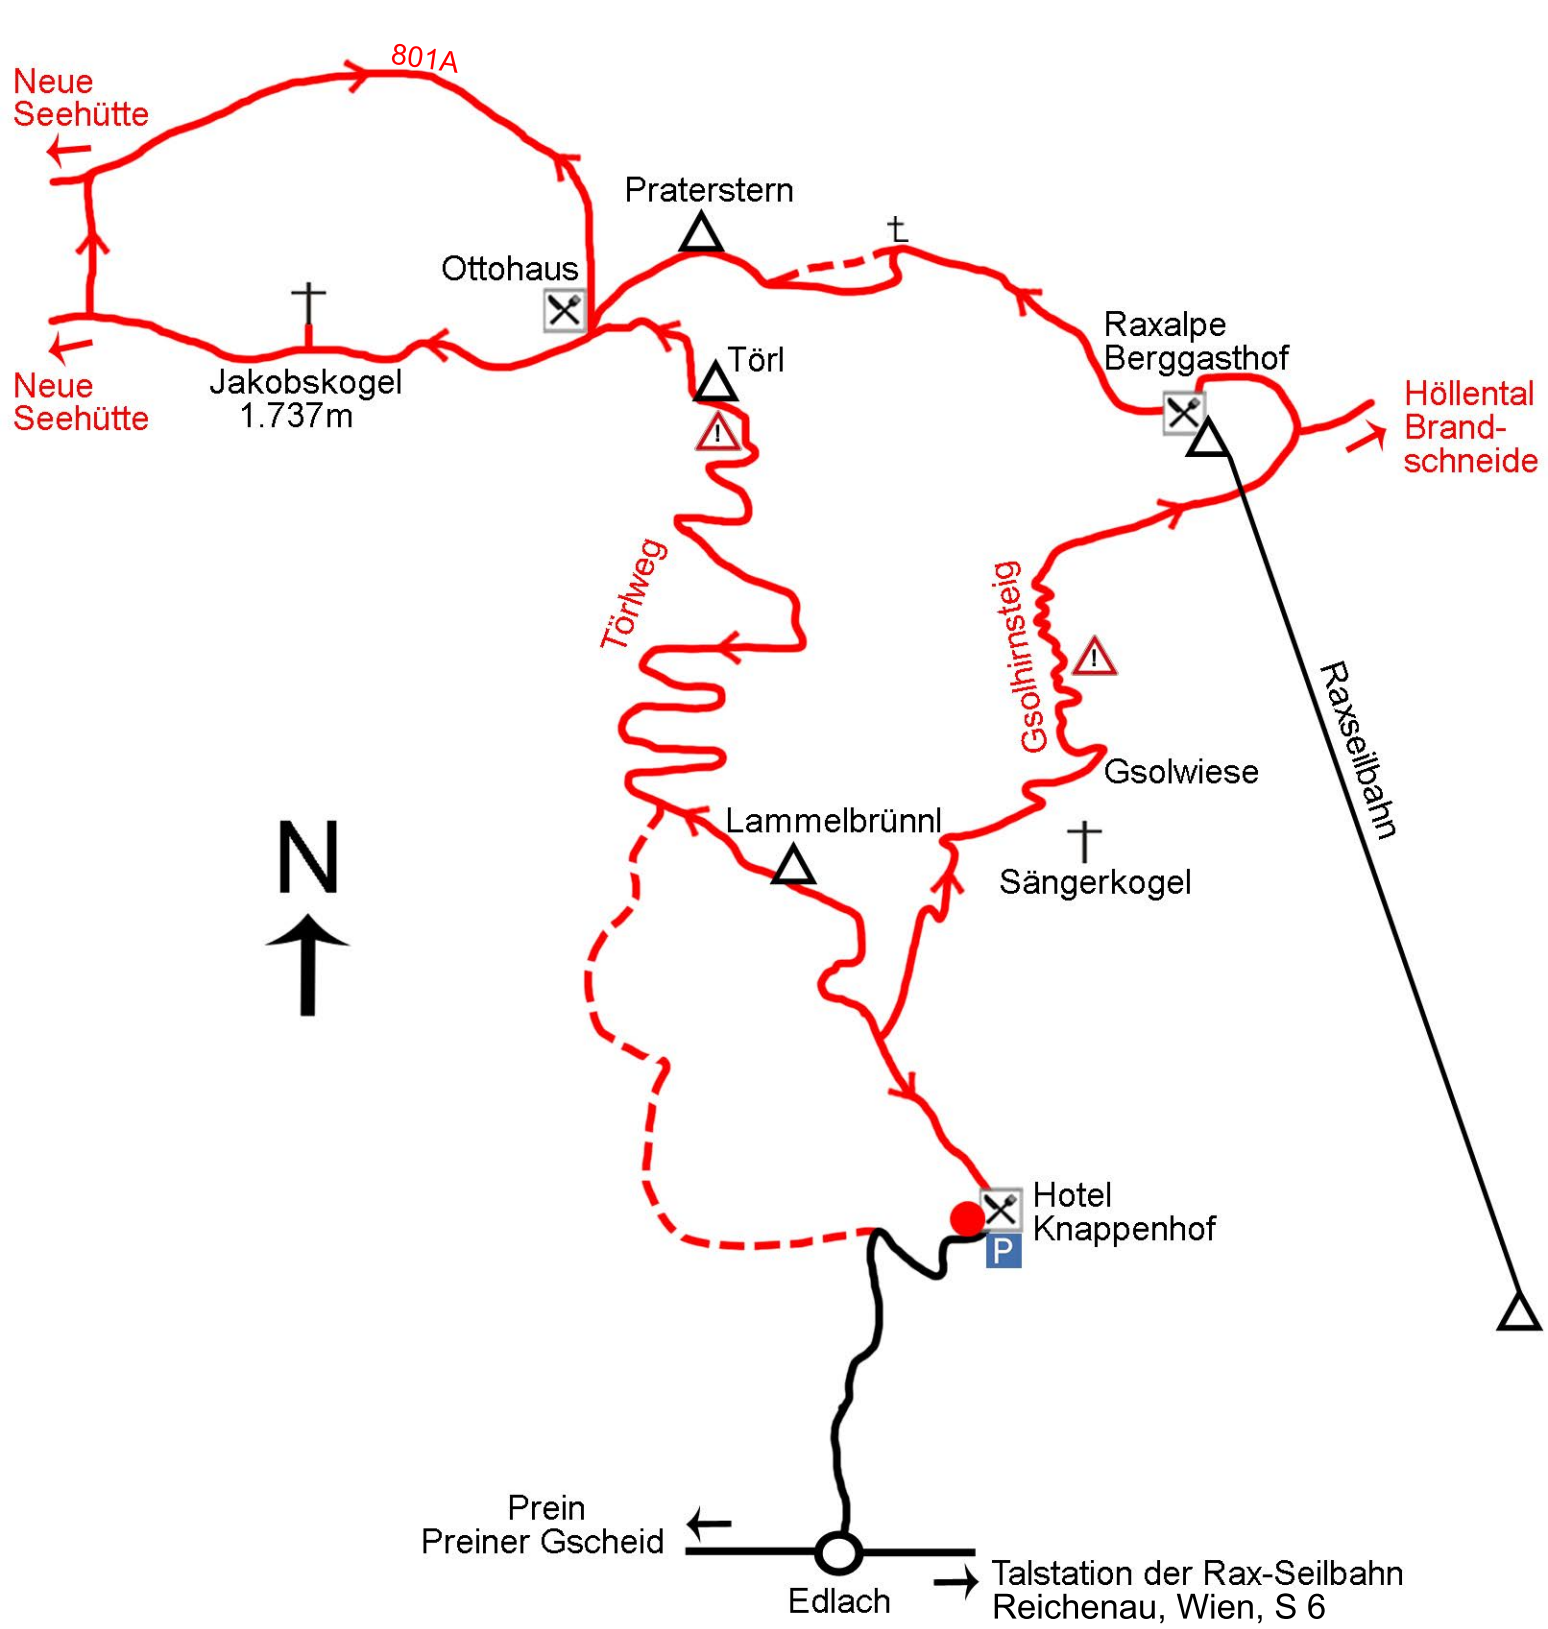 801A
Neue
Seehütte
Praterstern
Ottohaus
Raxalpe
Berggasthof
Törl
Neue
Seehütte
Jakobskogel
1.737m
Höllental
Brand-
schneide
!
Törlweg
Gsolhirnsteig
!
Raxseilbahn
Gsolwiese
Lammelbrünnl
N
Sängerkogel
Hotel
Knappenhof
P
Prein
Preiner Gscheid
Edlach
Talstation der Rax-Seilbahn
Reichenau, Wien, S 6